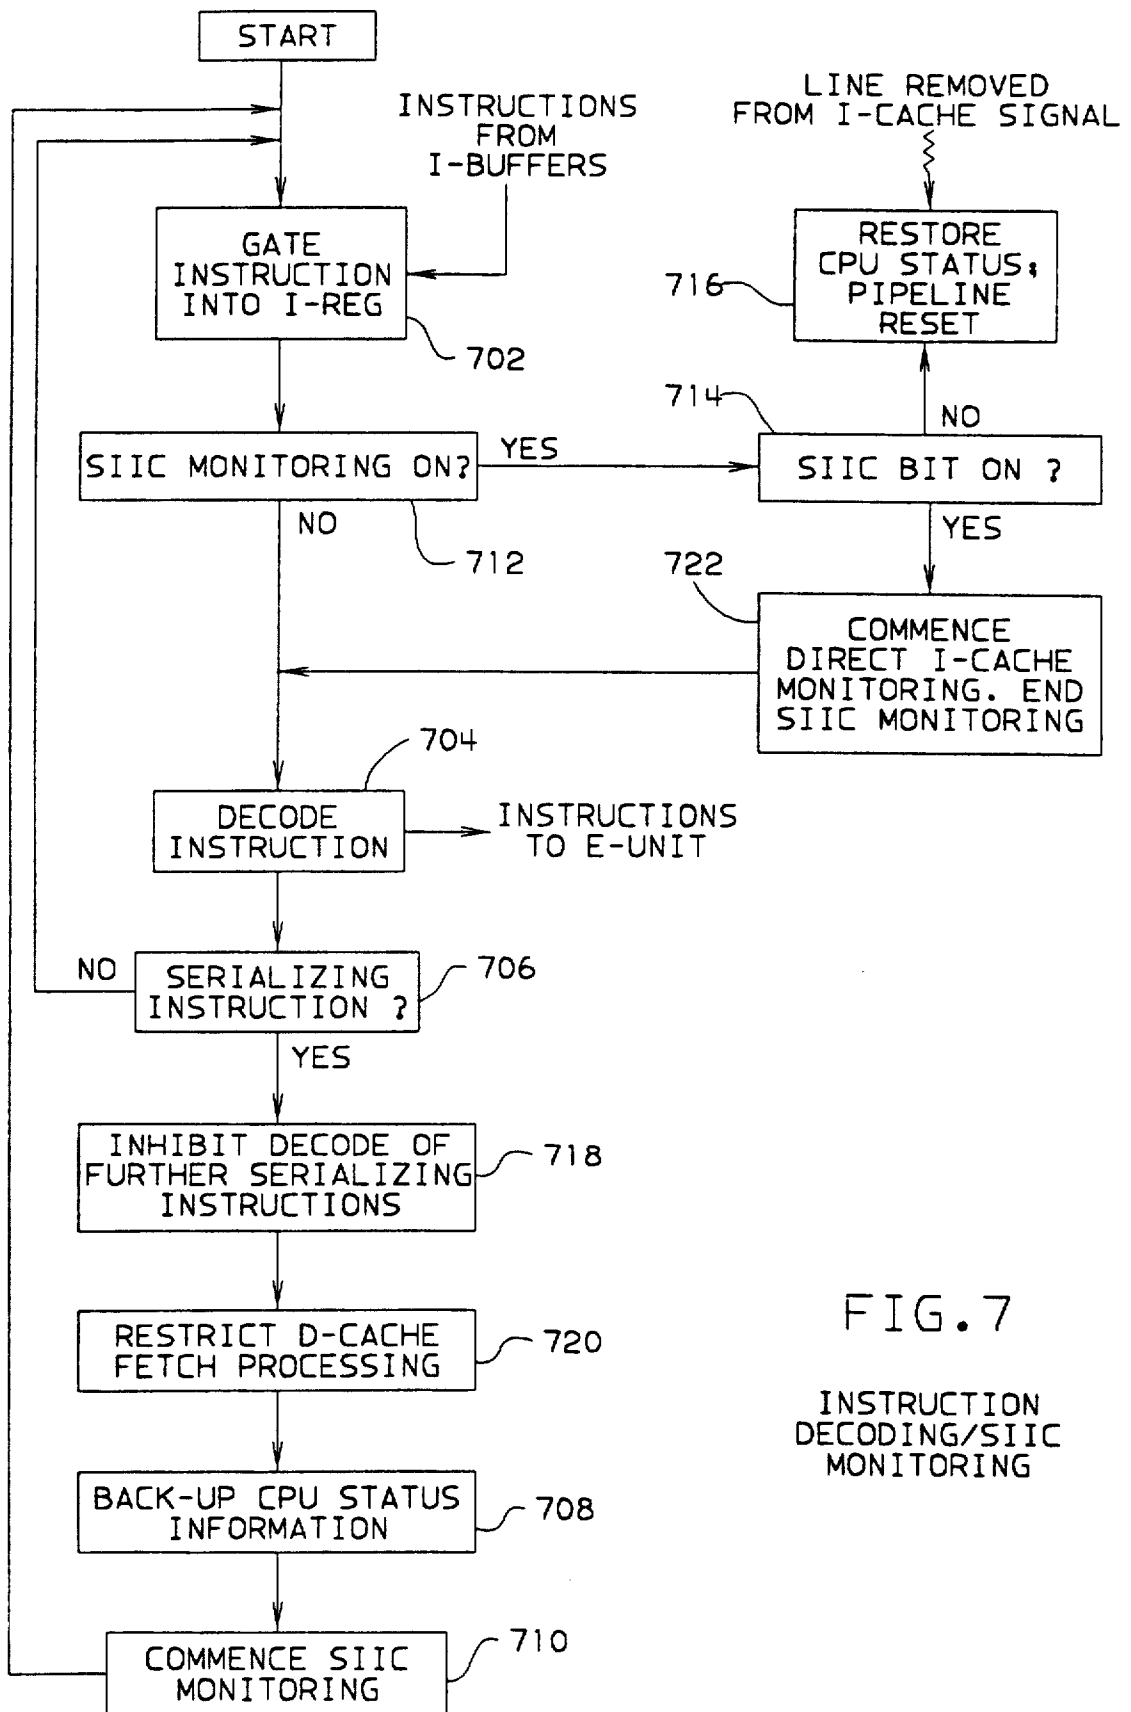 START
INSTRUCTIONS
FROM
I-BUFFERS
LINE REMOVED
FROM I-CACHE SIGNAL
GATE
INSTRUCTION
INTO I-REG
702
RESTORE
CPU STATUS;
PIPELINE
RESET
716
714
NO
SIIC MONITORING ON?
YES
SIIC BIT ON ?
NO
712
YES
722
COMMENCE
DIRECT I-CACHE
MONITORING. END
SIIC MONITORING
704
DECODE
INSTRUCTION
INSTRUCTIONS
TO E-UNIT
NO
SERIALIZING
INSTRUCTION ?
706
YES
INHIBIT DECODE OF
FURTHER SERIALIZING
INSTRUCTIONS
718
RESTRICT D-CACHE
FETCH PROCESSING
720
BACK-UP CPU STATUS
INFORMATION
708
COMMENCE SIIC
MONITORING
710
FIG.7
INSTRUCTION
DECODING/SIIC
MONITORING